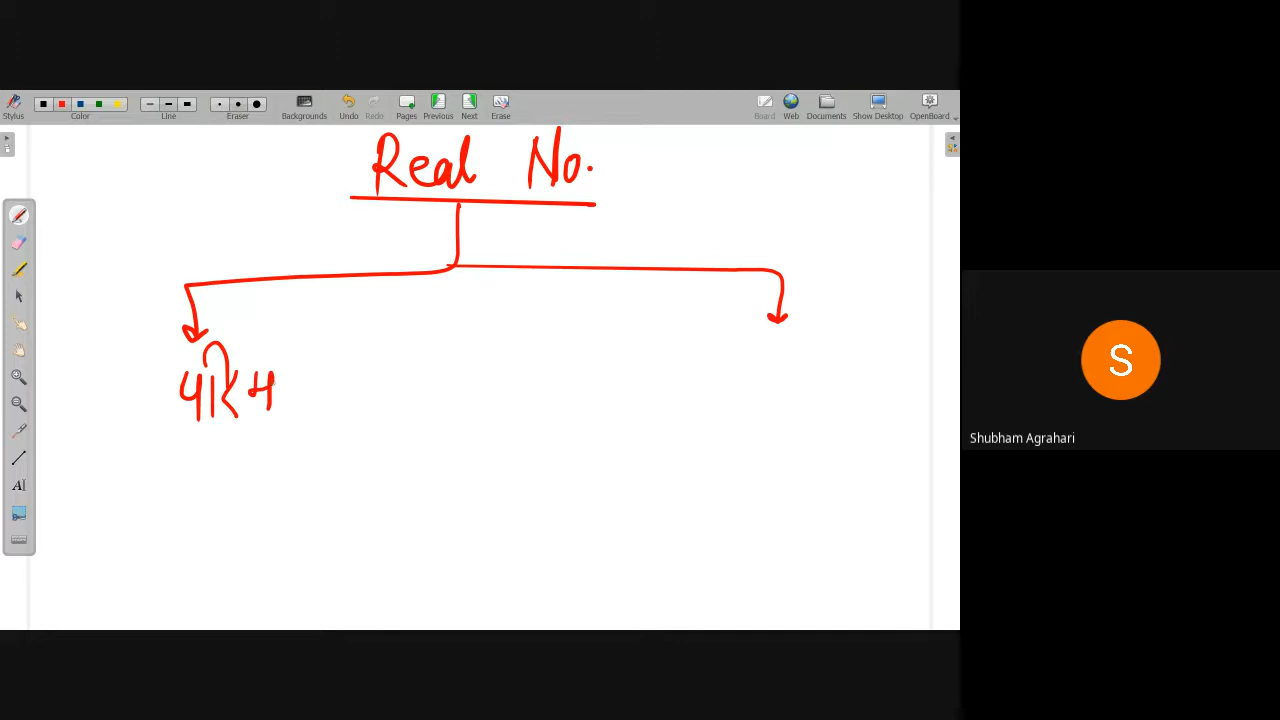 Stylus
Color
Line
Eraser
Backgrounds
Undo
Redo
Pages
Previous
Next
Erase
Board
Web
Documents
Show Desktop
OpenBoard
Real No.
परिम
S
Shubham Agrahari